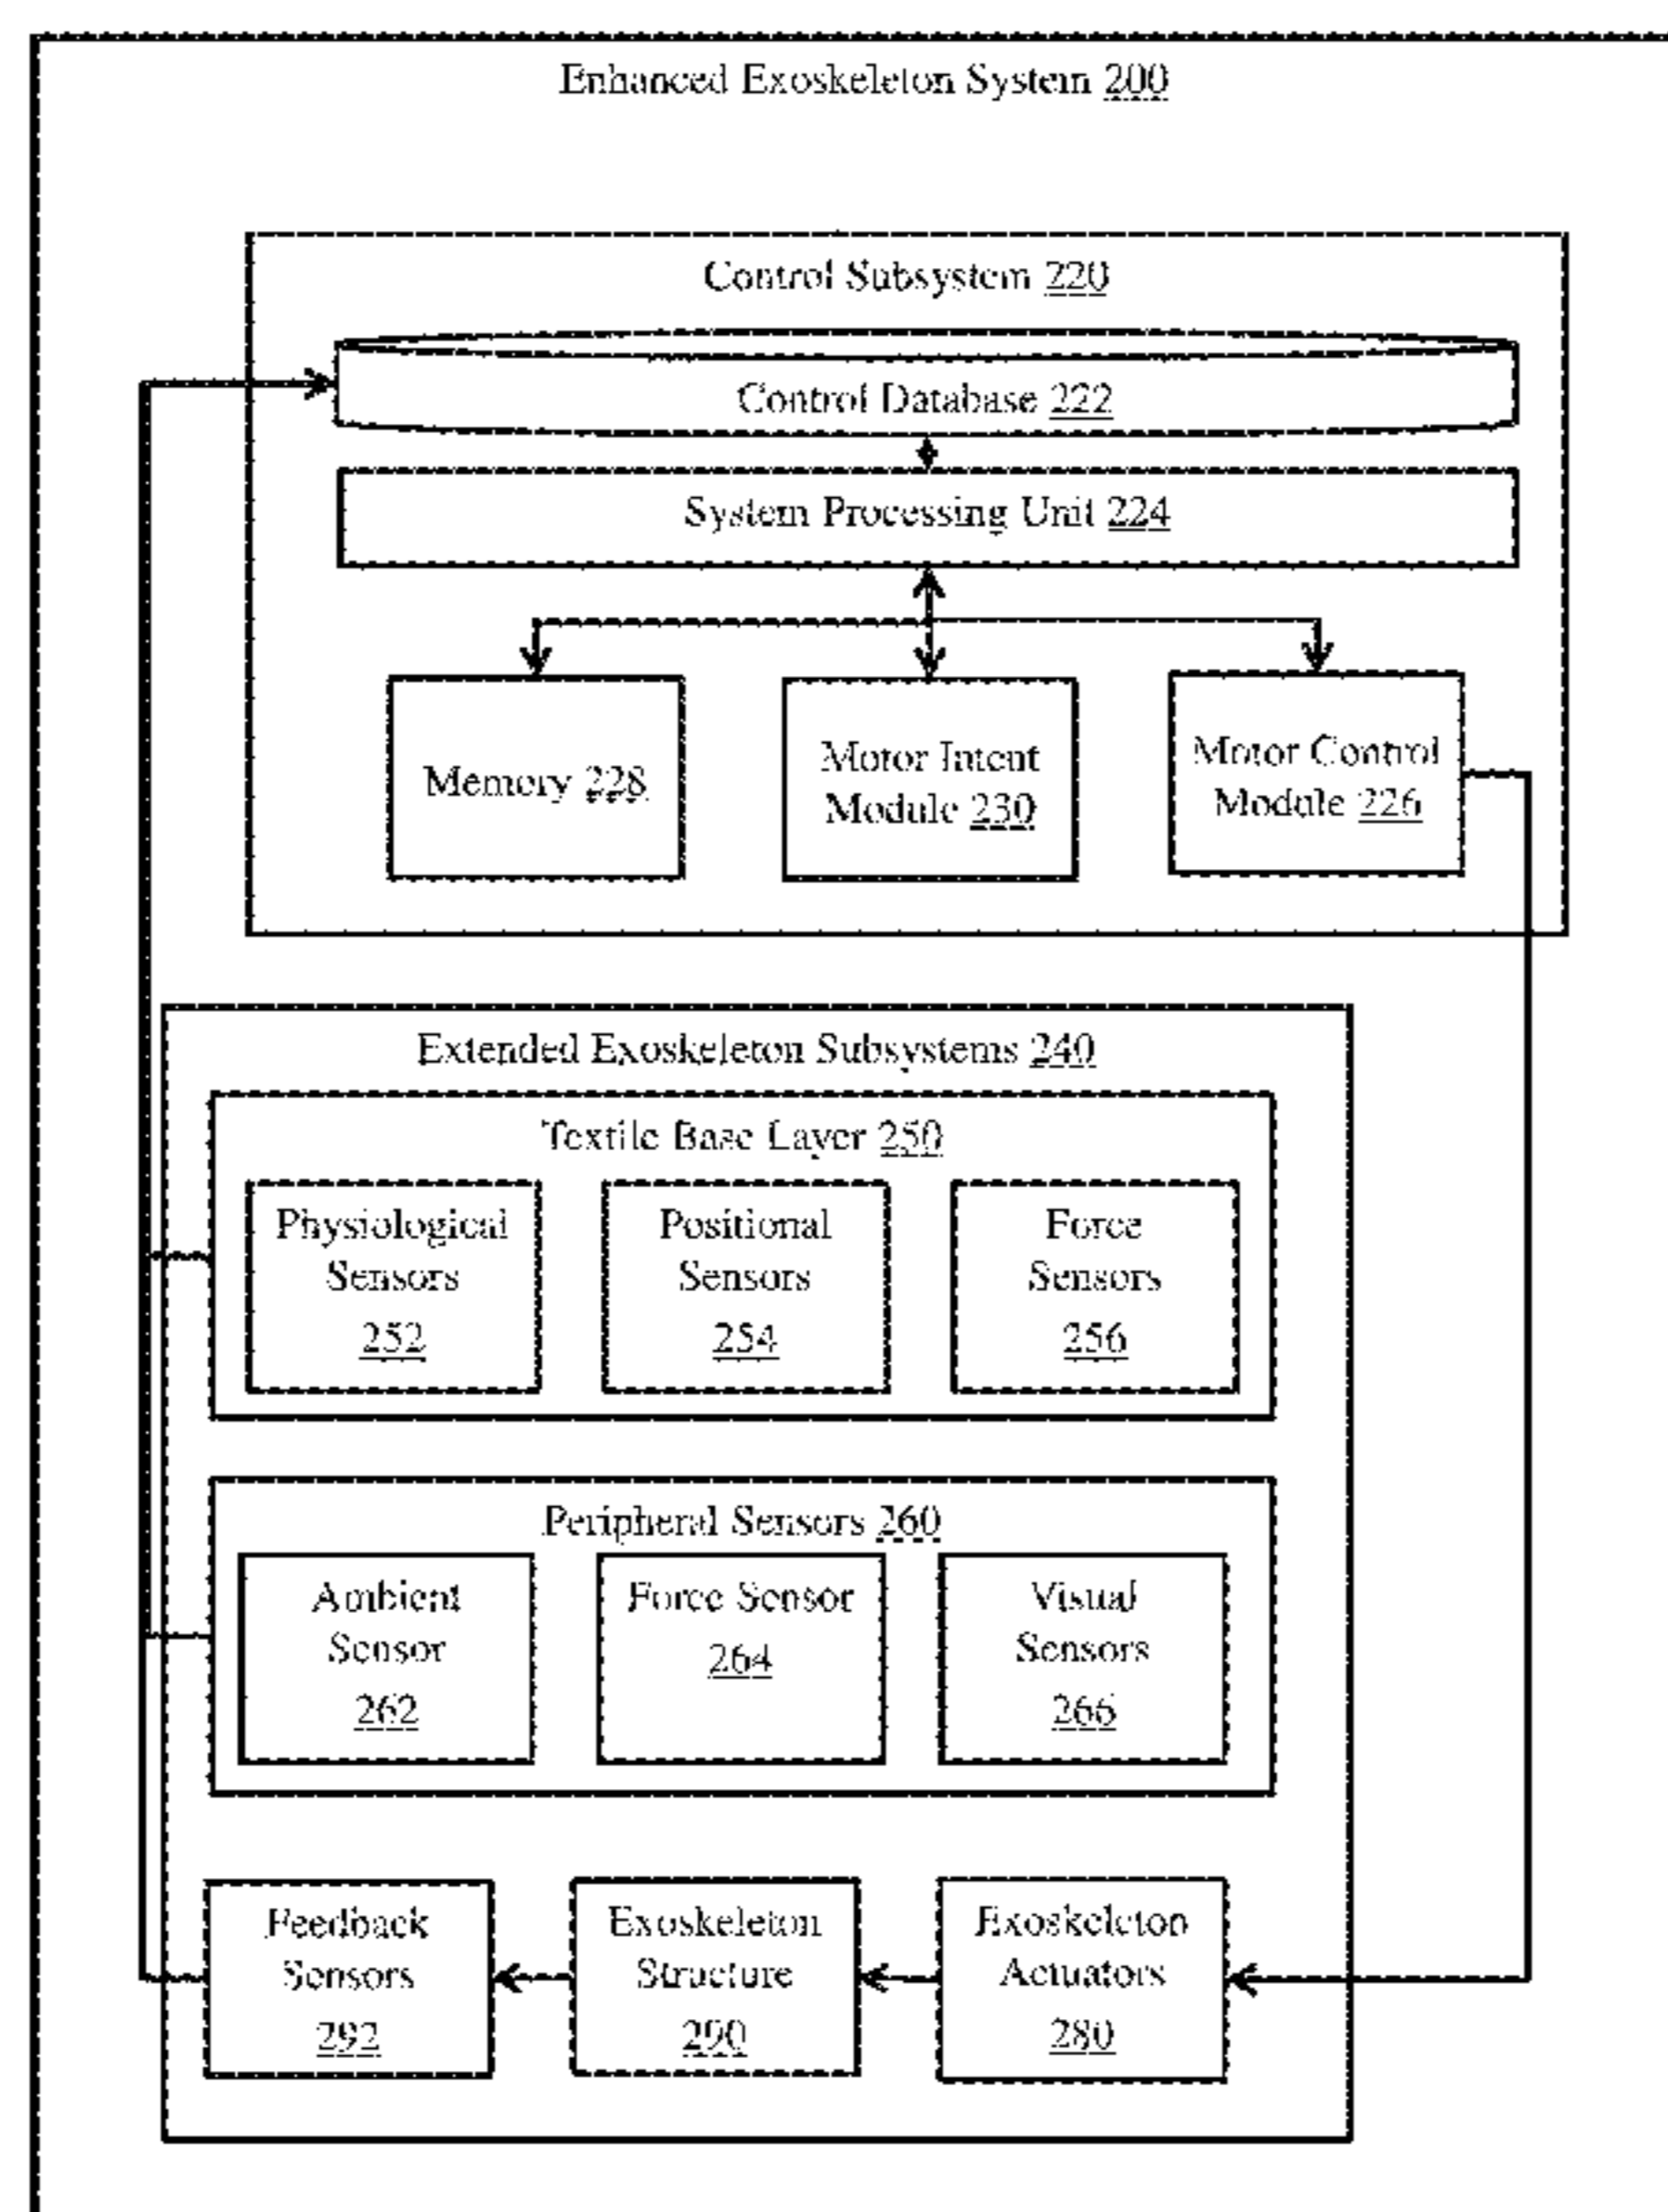 Enhanced Exoskeleton System 200
Control Subsystem 220
Control Database 222
System Processing Unit 224
Memory 228
Motor Intent
Module 230
Motor Control
Module 226
Extended Exoskeleton Subsystems 240
Textile Base Layer 250
Physiological
Sensors
252
Positional
Sensors
254
Force
Sensors
256
Peripheral Sensors 260
Ambient
Sensor
262
Force Sensor
264
Visual
Sensors
266
Feedback
Sensors
292
Exoskeleton
Structure
290
Exoskeleton
Actuators
280